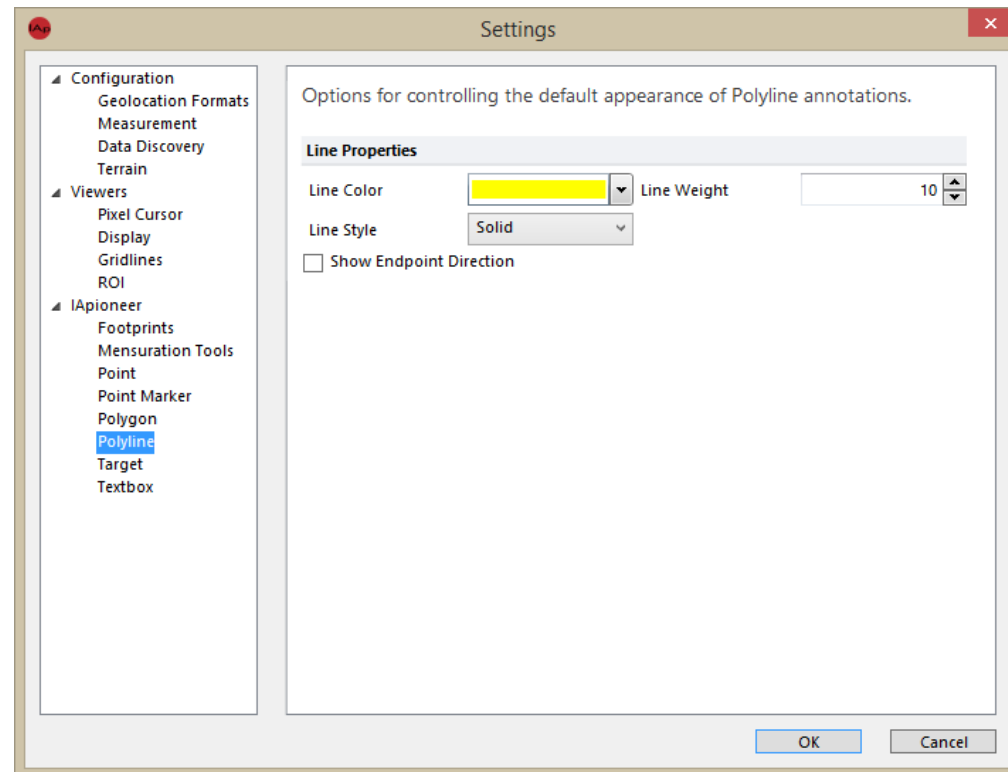 IAp
Settings
Configuration
Geolocation Formats
Measurement
Data Discovery
Terrain
Viewers
Pixel Cursor
Display
Gridlines
ROI
IApioneer
Footprints
Mensuration Tools
Point
Point Marker
Polygon
Polyline
Target
Textbox
Options for controlling the default appearance of Polyline annotations.
Line Properties
Line Color
Line Weight 10
Line Style Solid
Show Endpoint Direction
OK Cancel